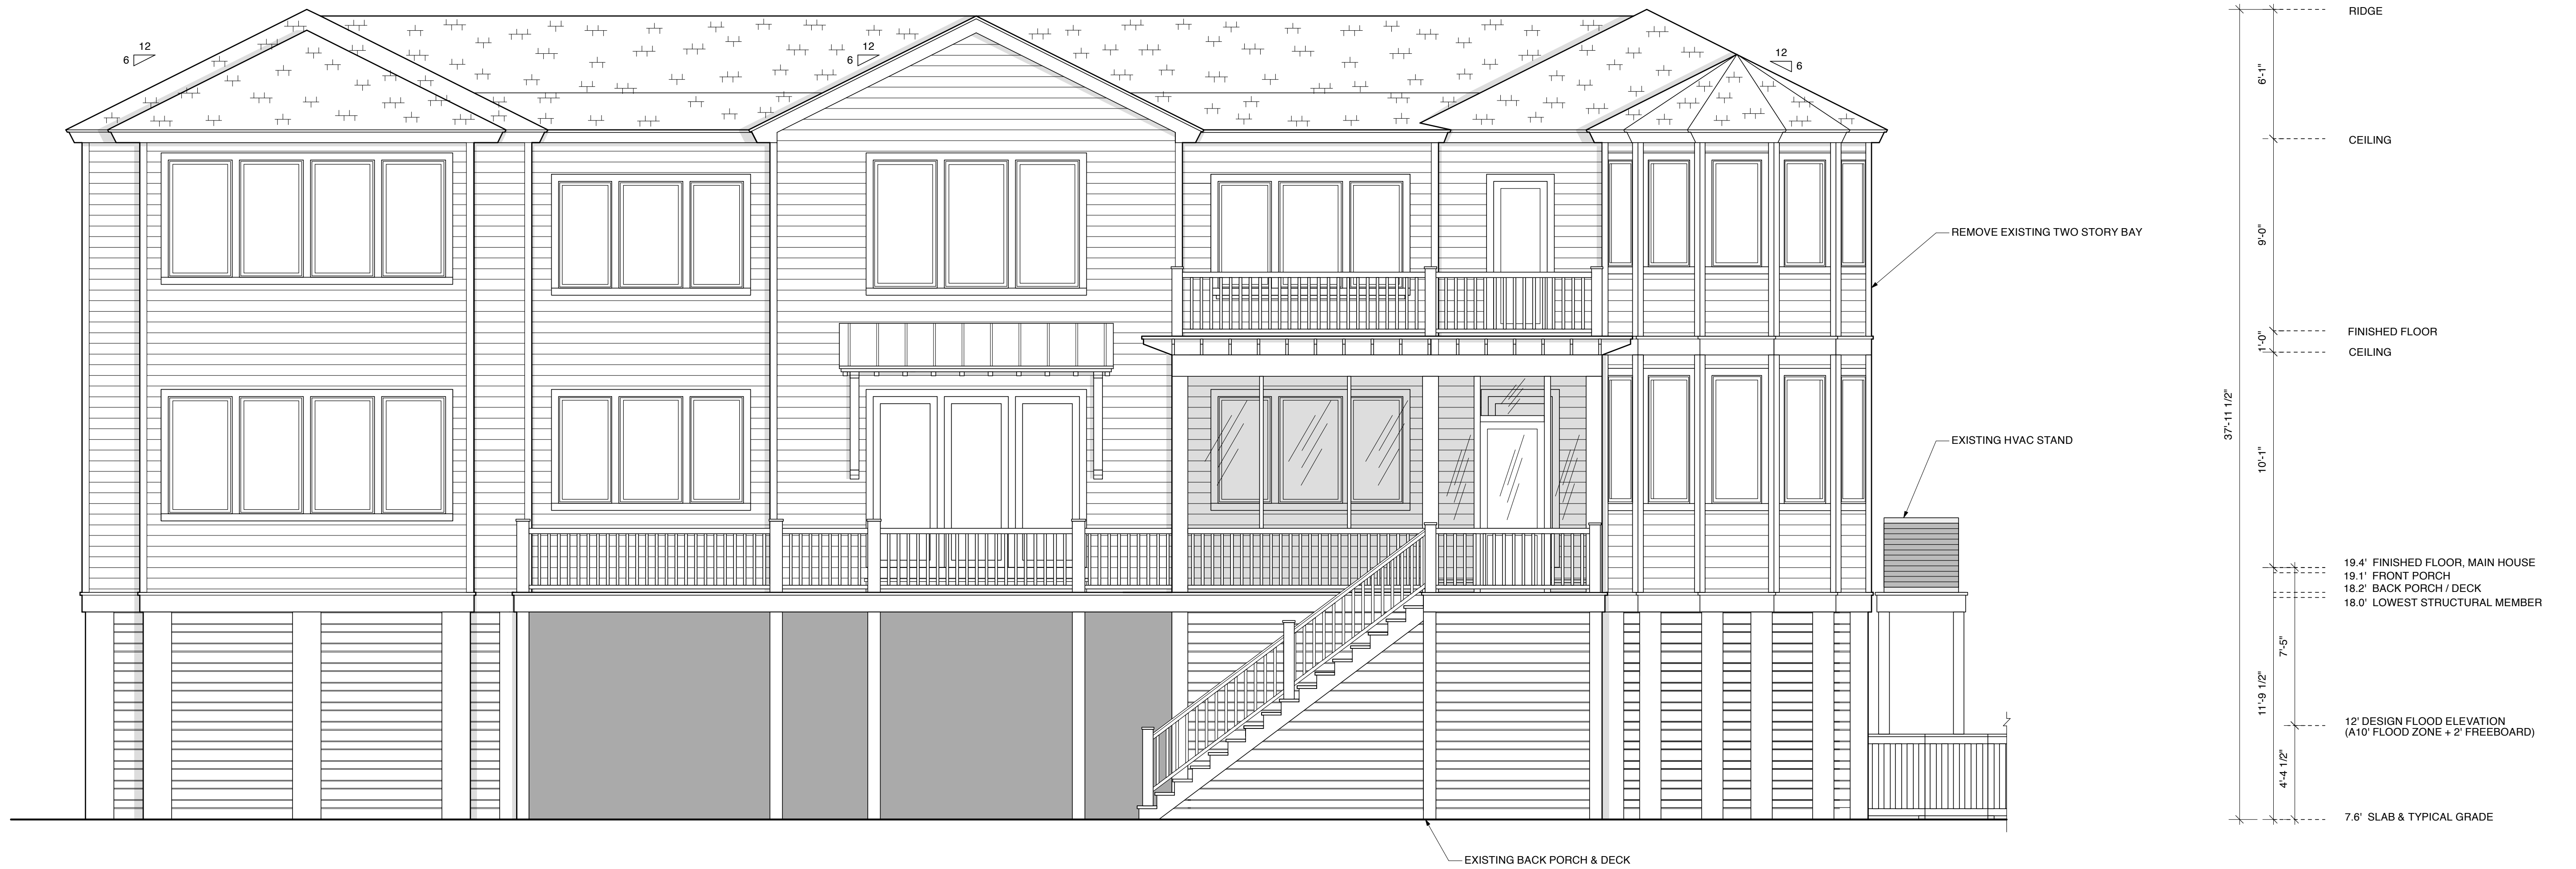 12
6
12
6
12
6
RIDGE
6'-1"
CEILING
9'-0"
REMOVE EXISTING TWO STORY BAY
FINISHED FLOOR
1'-0"
CEILING
37'-11 1/2"
EXISTING HVAC STAND
10'-1"
19.4' FINISHED FLOOR, MAIN HOUSE
19.1' FRONT PORCH
18.2' BACK PORCH / DECK
18.0' LOWEST STRUCTURAL MEMBER
7'-5"
11'-9 1/2"
12' DESIGN FLOOD ELEVATION
(A10' FLOOD ZONE + 2' FREEBOARD)
4'-4 1/2"
7.6' SLAB & TYPICAL GRADE
EXISTING BACK PORCH & DECK